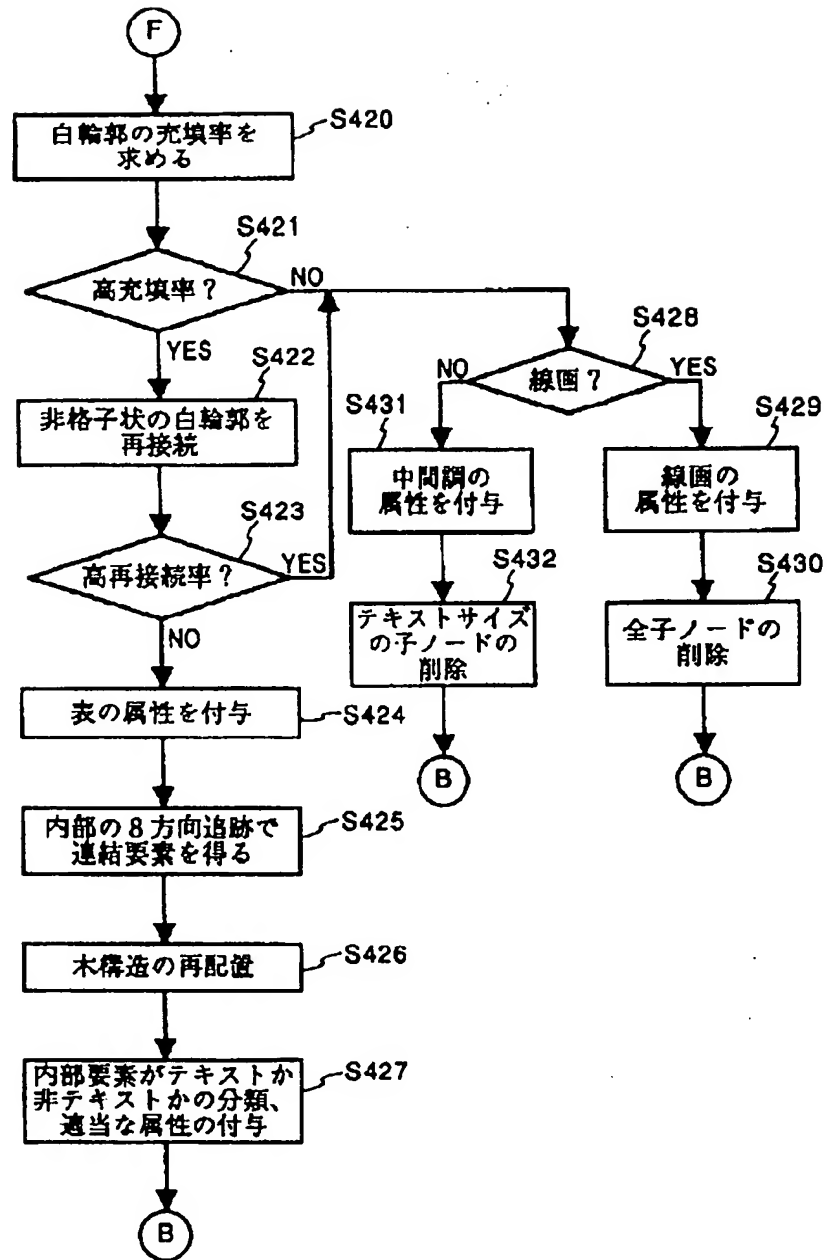 F
白輪郭の充填率を
求める
S420
S421
高充填率？
NO
YES
S422
非格子状の白輪郭を
再接続
S423
高再接続率？
YES
NO
表の属性を付与
S424
内部の８方向追跡で
連結要素を得る
S425
木構造の再配置
S426
内部要素がテキストか
非テキストかの分類、
適当な属性の付与
S427
B
S428
線画？
NO
YES
S431
中間調の
属性を付与
S432
テキストサイズ
の子ノードの
削除
B
S429
線画の
属性を付与
S430
全子ノードの
削除
B